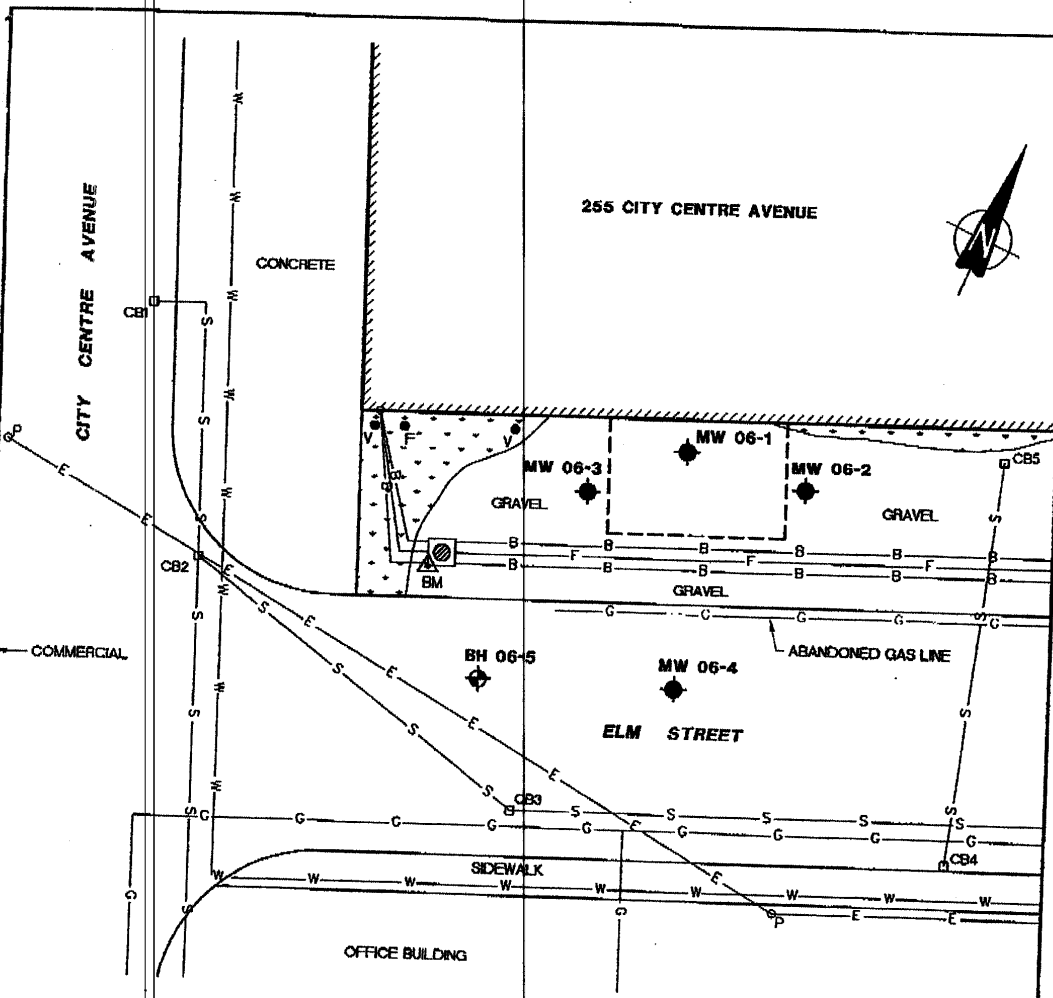 255 CITY CENTRE AVENUE
N
CITY CENTRE AVENUE
CONCRETE
CB1
P
V
F
V
MW 06-1
MW 06-3
MW 06-2
CB5
GRAVEL
GRAVEL
B
B
B B B B B B
F F F
B B B B B B
BM
GRAVEL
G G G G G
CB2
COMMERCIAL
ABANDONED GAS LINE
BH 06-5
MW 06-4
ELM STREET
CB3
S S S S S
G G G G G G G G G
CB4
SIDEWALK
W W W W W W W W W
P
E E
OFFICE BUILDING
W
W
W
W
W
W
W
W
S
S
S
S
S
S
S
E
E
E
E
E
E
E
E
E
S
S
S
S
S
S
S
S
G
G